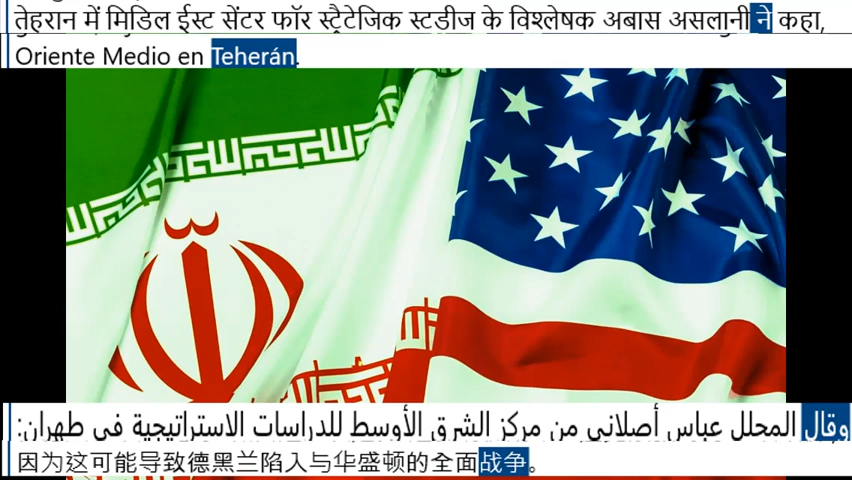 तेहरान में मिडिल ईस्ट सेंटर फॉर स्ट्रैटेजिक स्टडीज के विश्लेषक अबास असलानी ने कहा,
Oriente Medio en Teherán.
وقال المحلل عباس أصلاني من مركز الشرق الأوسط للدراسات الاستراتيجية في طهران:
因为这可能导致德黑兰陷入与华盛顿的全面战争。